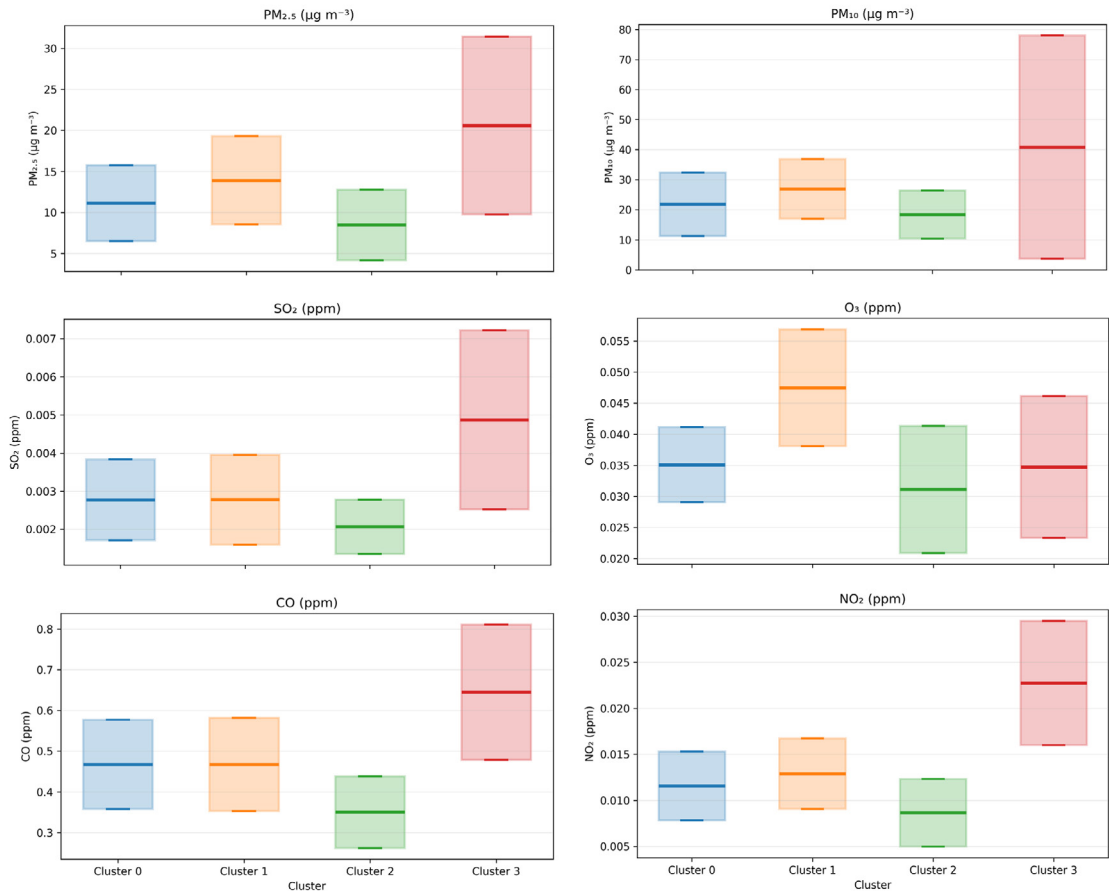 PM₂.₅ (µg m⁻³)
PM₂.₅ (µg m⁻³)
30
25
20
15
10
5
PM₁₀ (µg m⁻³)
PM₁₀ (µg m⁻³)
80
70
60
50
40
30
20
10
0
SO₂ (ppm)
SO₂ (ppm)
0.007
0.006
0.005
0.004
0.003
0.002
O₃ (ppm)
O₃ (ppm)
0.055
0.050
0.045
0.040
0.035
0.030
0.025
0.020
CO (ppm)
CO (ppm)
0.8
0.7
0.6
0.5
0.4
0.3
Cluster 0 Cluster 1 Cluster 2 Cluster 3
Cluster
NO₂ (ppm)
NO₂ (ppm)
0.030
0.025
0.020
0.015
0.010
0.005
Cluster 0 Cluster 1 Cluster 2 Cluster 3
Cluster